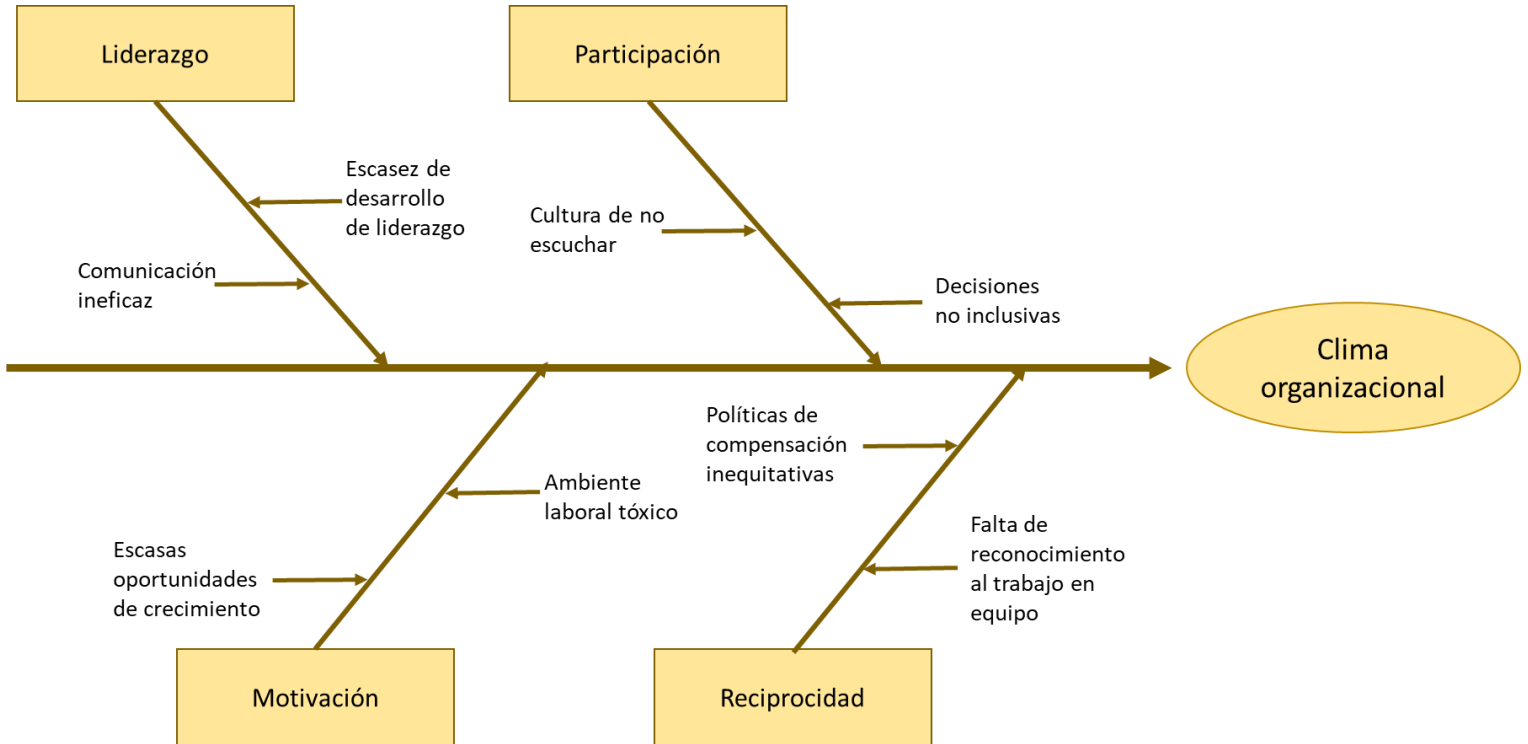 Liderazgo
Participación
Escasez de
desarrollo
de liderazgo
Comunicación
ineficaz
Cultura de no
escuchar
Decisiones
no inclusivas
Clima
organizacional
Políticas de
compensación
inequitativas
Ambiente
laboral tóxico
Escasas
oportunidades
de crecimiento
Falta de
reconocimiento
al trabajo en
equipo
Motivación
Reciprocidad